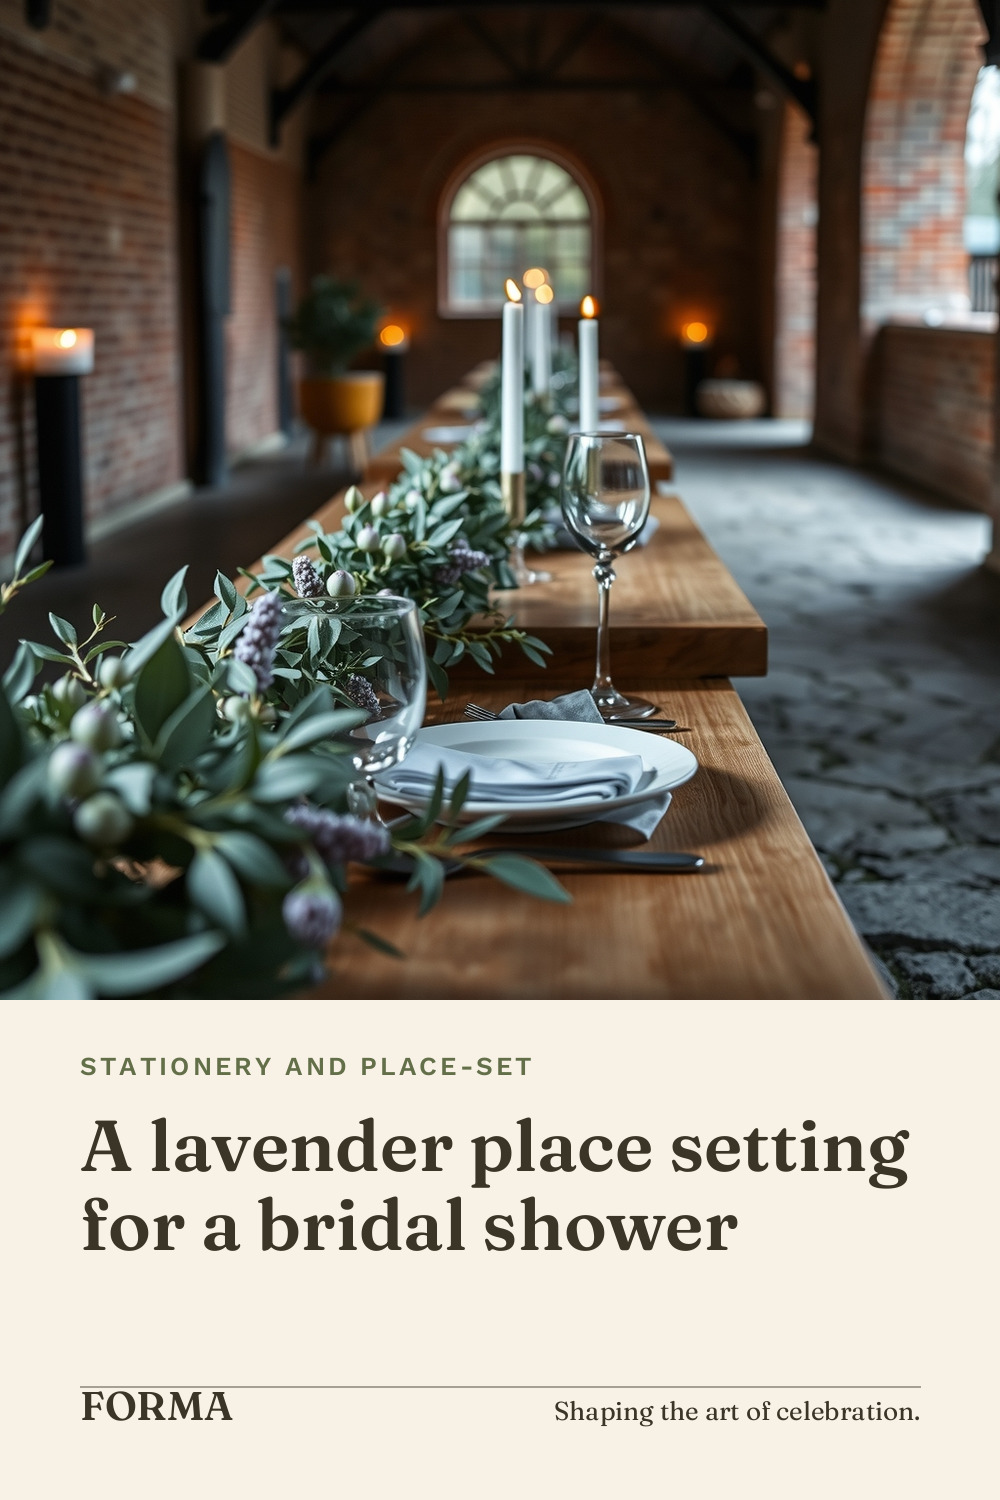 STATIONERY AND PLACE-SET
A lavender place setting
for a bridal shower
FORMA
Shaping the art of celebration.